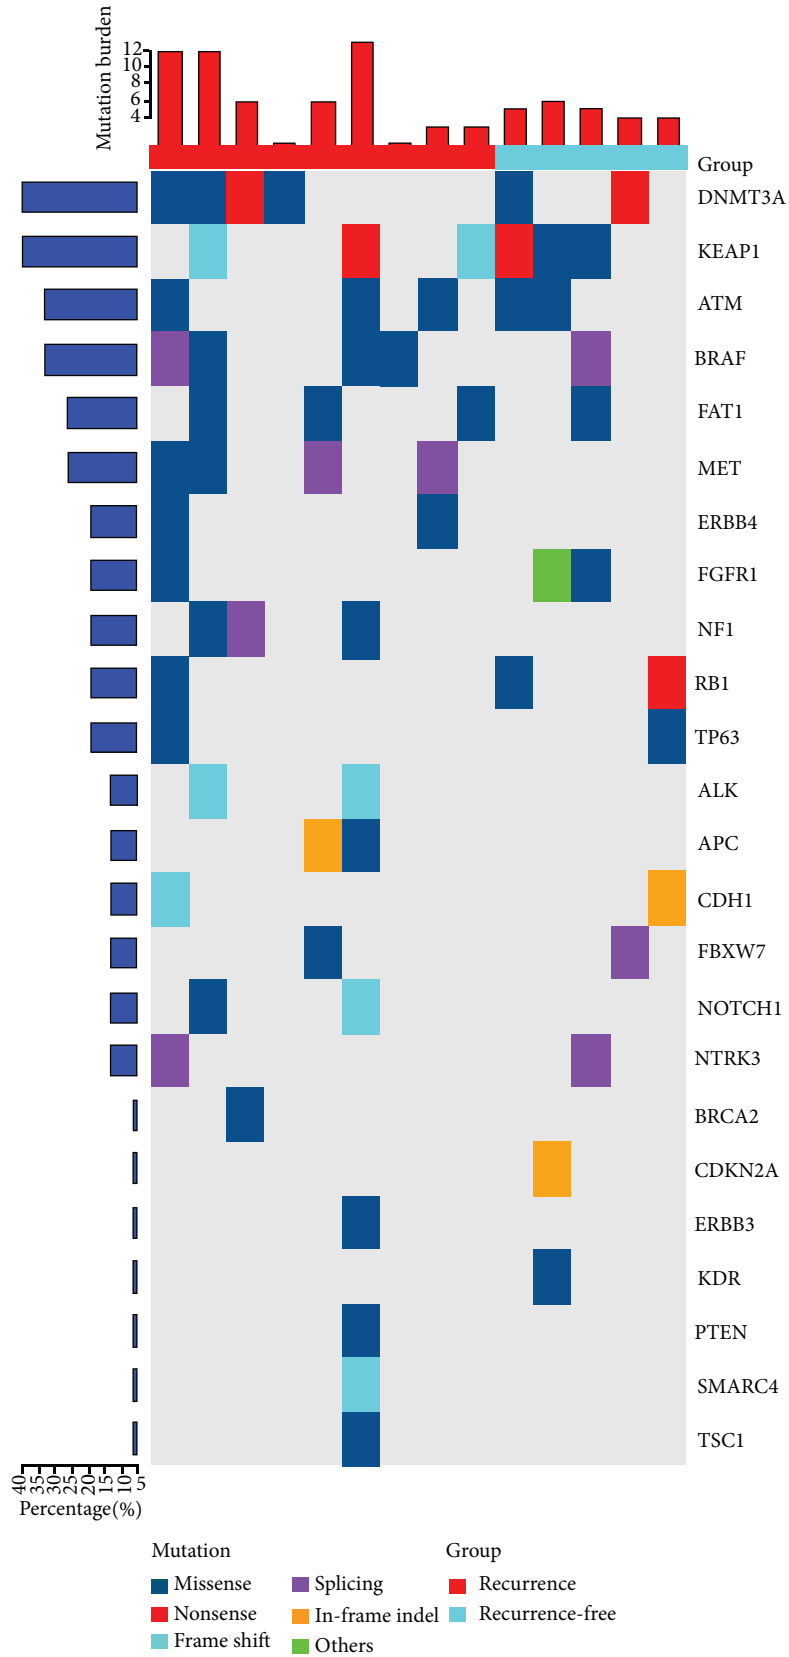 Mutation burden
12
10
8
6
4
Group
DNMT3A
KEAP1
ATM
BRAF
FAT1
MET
ERBB4
FGFR1
NF1
RB1
TP63
ALK
APC
CDH1
FBXW7
NOTCH1
NTRK3
BRCA2
CDKN2A
ERBB3
KDR
PTEN
SMARC4
TSC1
40 35 30 25 20 15 10 5
Percentage(%)
Mutation
Missense
Nonsense
Frame shift
Splicing
In-frame indel
Others
Group
Recurrence
Recurrence-free